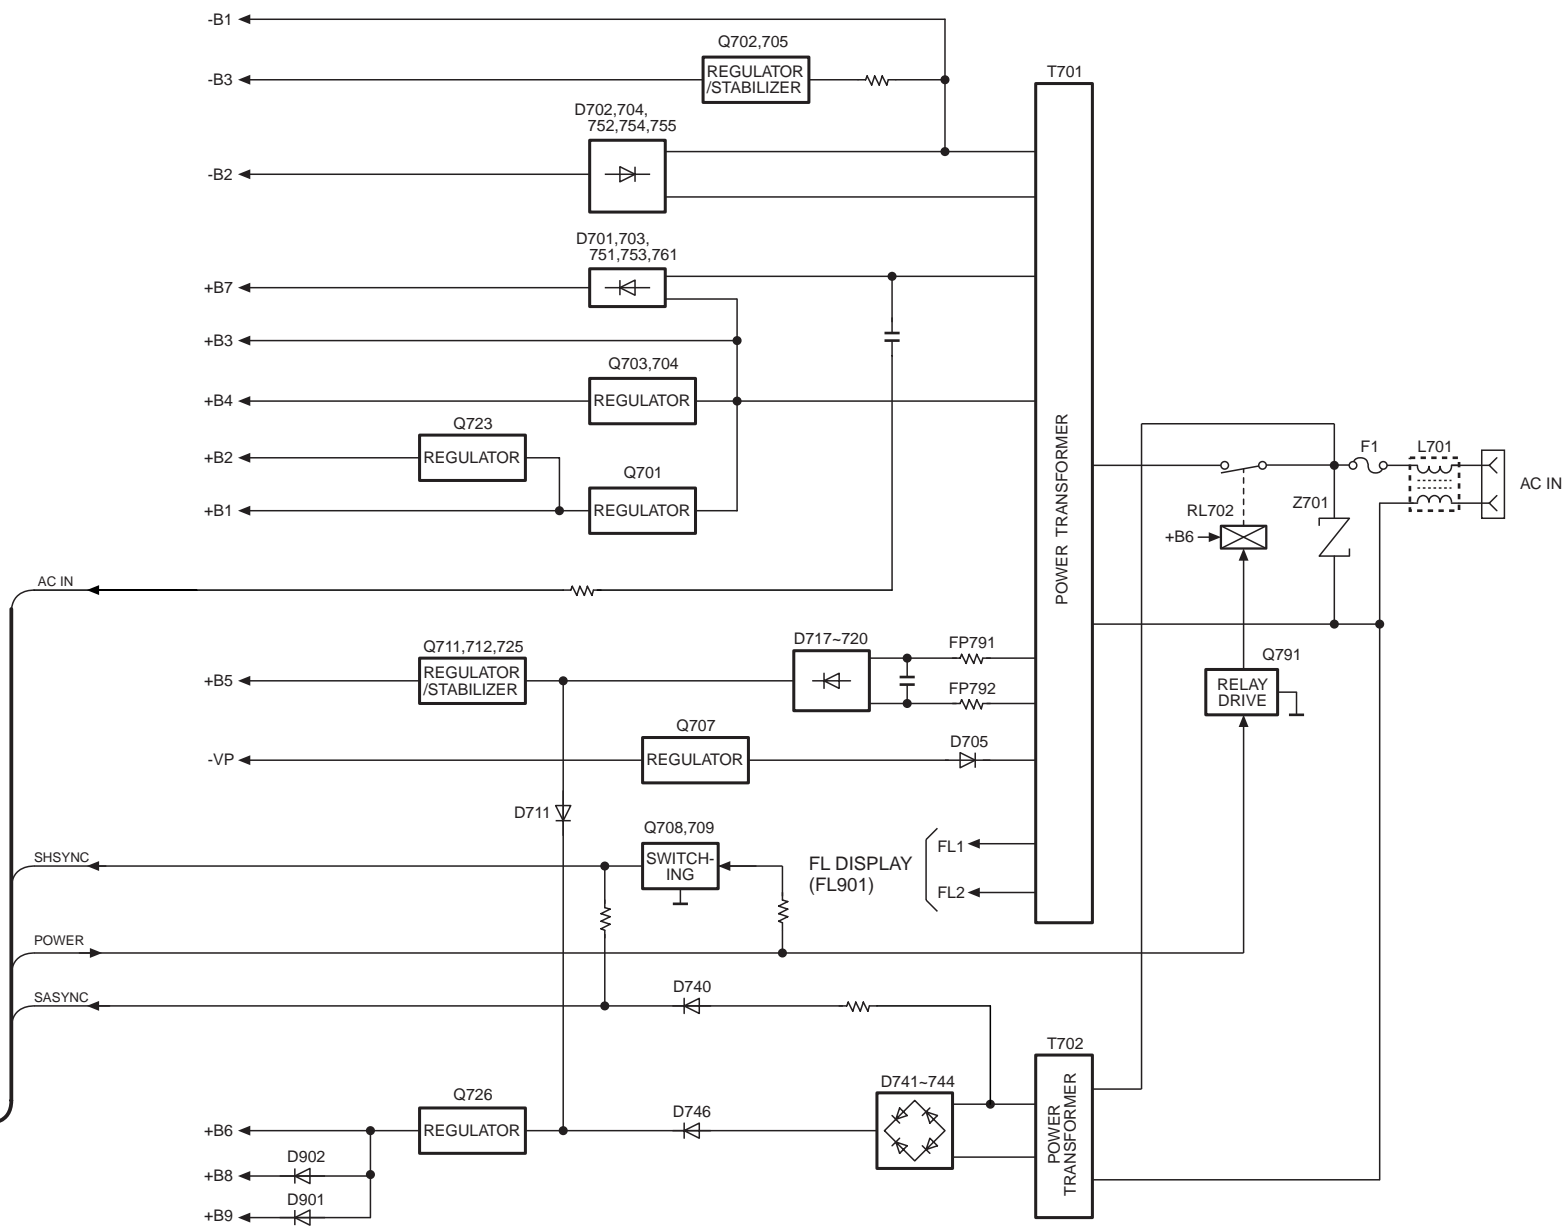 -B1
Q702,705
-B3
REGULATOR
/STABILIZER
T701
D702,704,
752,754,755
-B2
D701,703,
751,753,761
+B7
+B3
Q703,704
+B4
REGULATOR
Q723
+B2
REGULATOR
Q701
+B1
REGULATOR
POWER TRANSFORMER
F1
L701
AC IN
Z701
RL702
+B6
AC IN
Q711,712,725
+B5
REGULATOR
/STABILIZER
D717~720
FP791
FP792
Q791
RELAY
DRIVE
Q707
-VP
REGULATOR
D705
D711
Q708,709
SHSYNC
SWITCH-
ING
FL DISPLAY
(FL901)
FL1
FL2
POWER
SASYNC
D740
T702
POWER
TRANSFORMER
D741~744
Q726
+B6
REGULATOR
D746
D902
+B8
D901
+B9